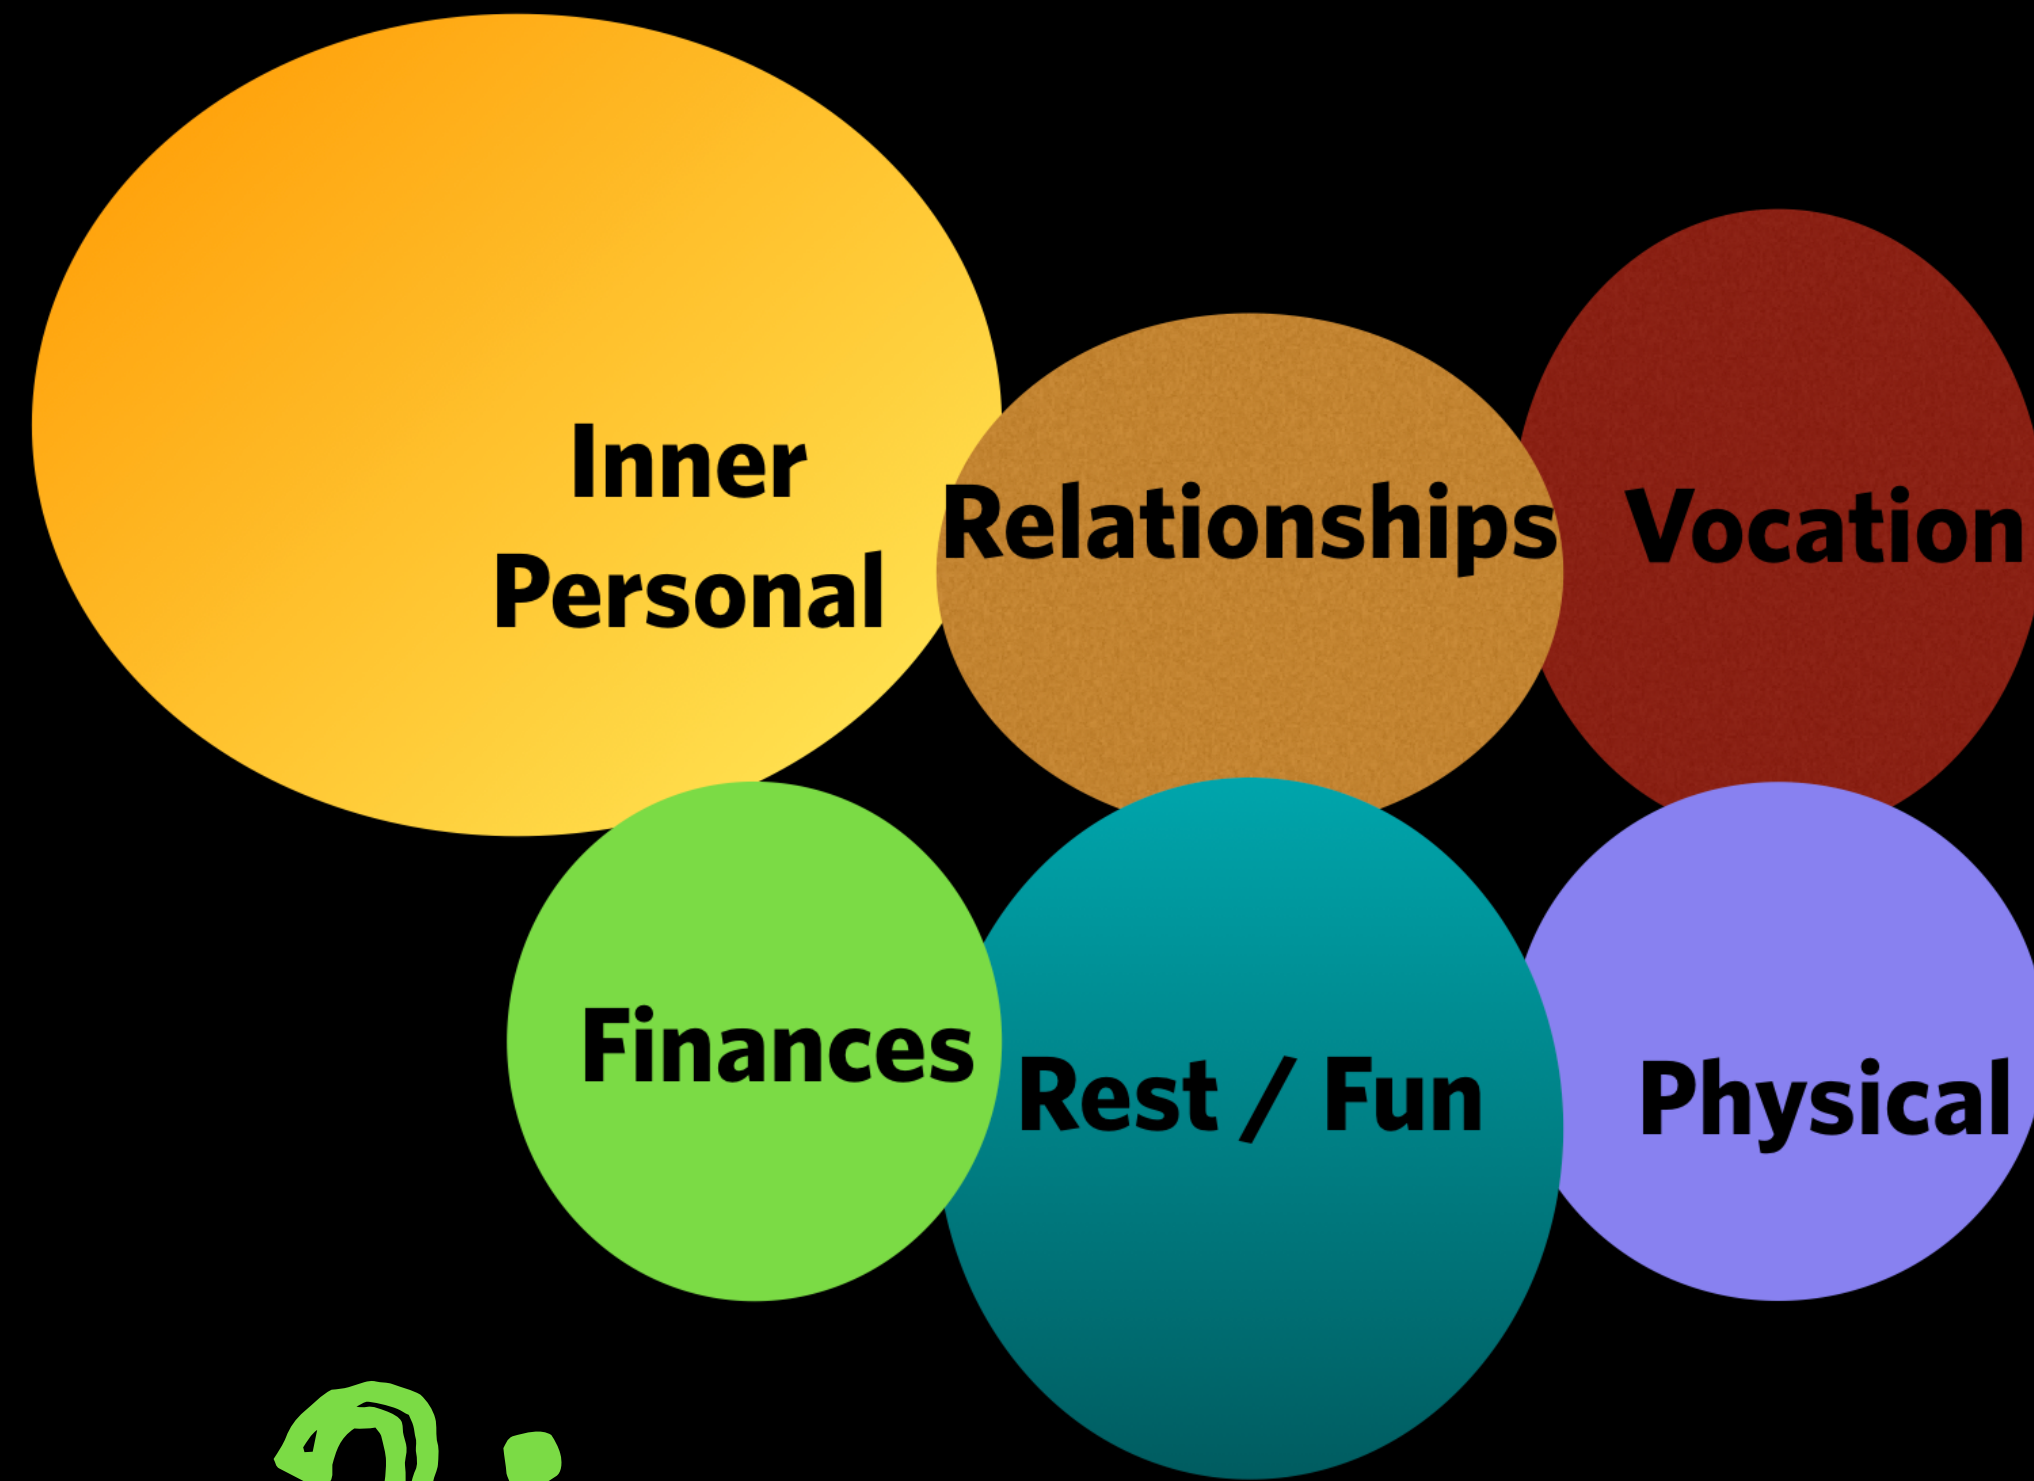 Inner
Personal
Relationships
Vocation
Finances
Rest / Fun
Physical